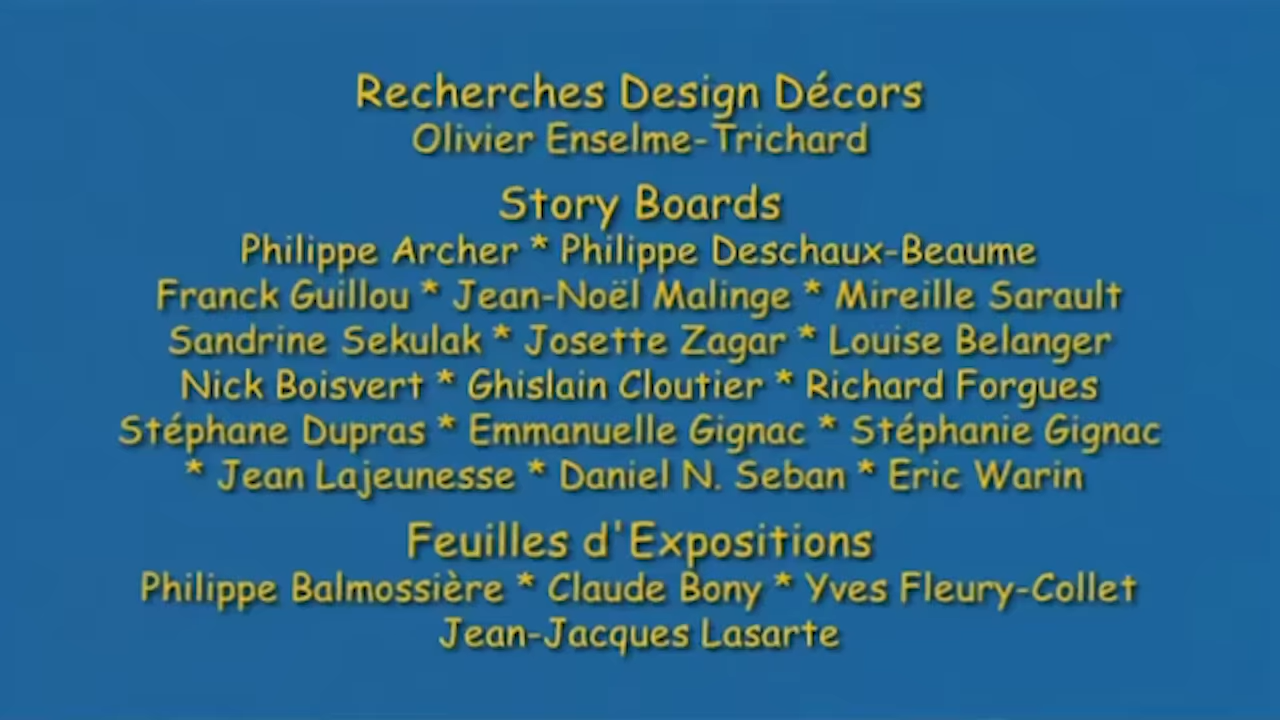 Recherches Design Décors
Olivier Enselme-Trichard
Story Boards
Philippe Archer * Philippe Deschaux-Beaume
Franck Guillou * Jean-Noël Malinge * Mireille Sarault
Sandrine Sekulak * Josette Zagar * Louise Belanger
Nick Boisvert * Ghislain Cloutier * Richard Forgues
Stéphane Dupras * Emmanuelle Gignac * Stéphanie Gignac
* Jean Lajeunesse * Daniel N. Seban * Eric Warin
Feuilles d'Expositions
Philippe Balmossière * Claude Bony * Yves Fleury-Collet
Jean-Jacques Lasarte